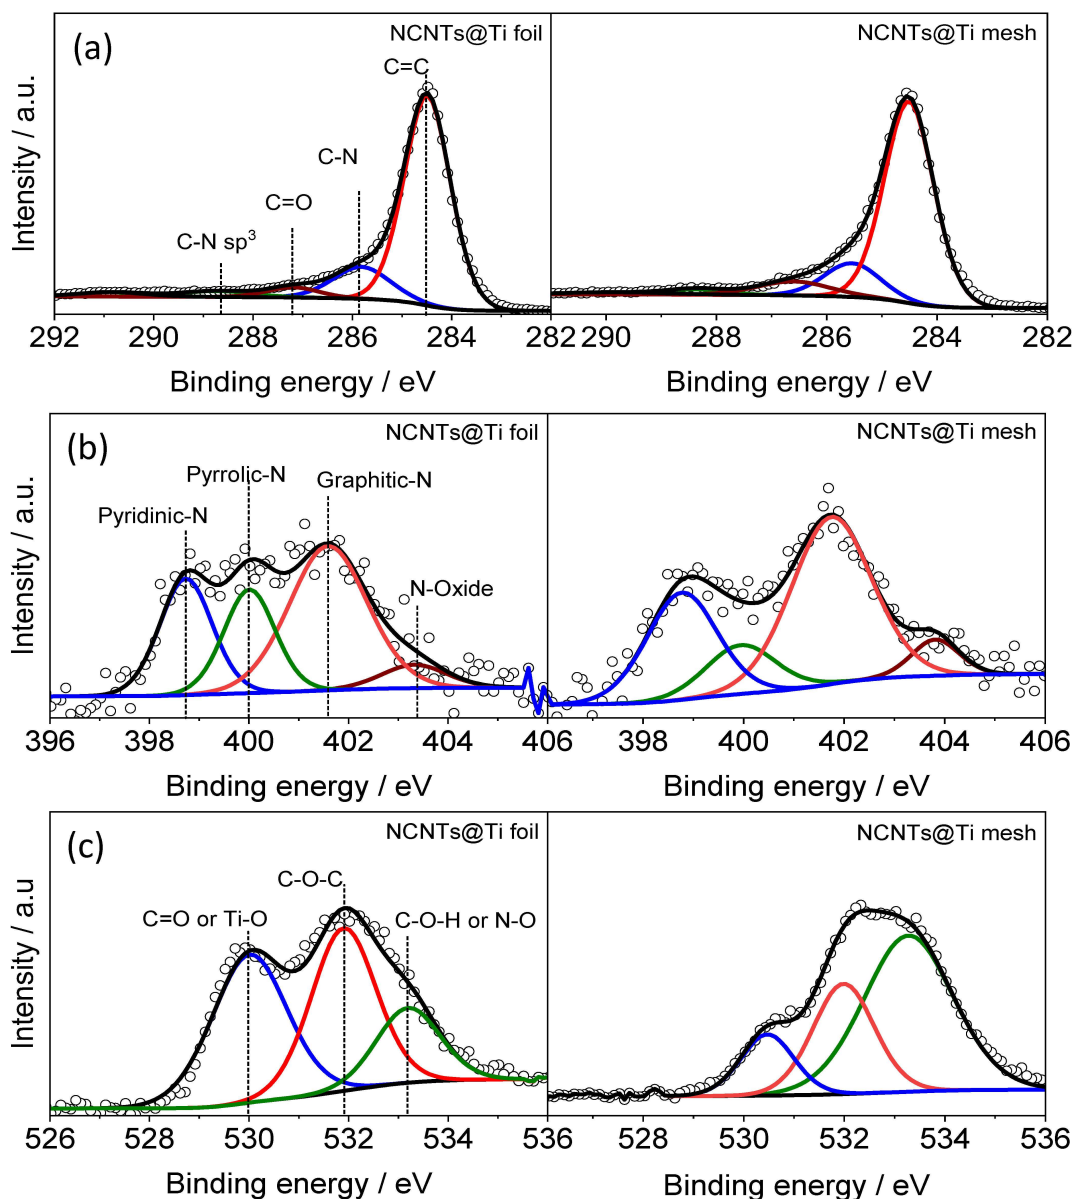 (a)
NCNTs@Ti foil
NCNTs@Ti mesh
C=C
C-N
C=O
C-N sp³
Intensity / a.u.
292 290 288 286 284 282 290 288 286 284 282
Binding energy / eV
Binding energy / eV
(b)
NCNTs@Ti foil
NCNTs@Ti mesh
Pyrrolic-N
Graphitic-N
Pyridinic-N
N-Oxide
Intensity / a.u.
396 398 400 402 404 406 398 400 402 404 406
Binding energy / eV
Binding energy / eV
(c)
NCNTs@Ti foil
NCNTs@Ti mesh
C-O-C
C=O or Ti-O
C-O-H or N-O
Intensity / a.u
526 528 530 532 534 536 528 530 532 534 536
Binding energy / eV
Binding energy / eV